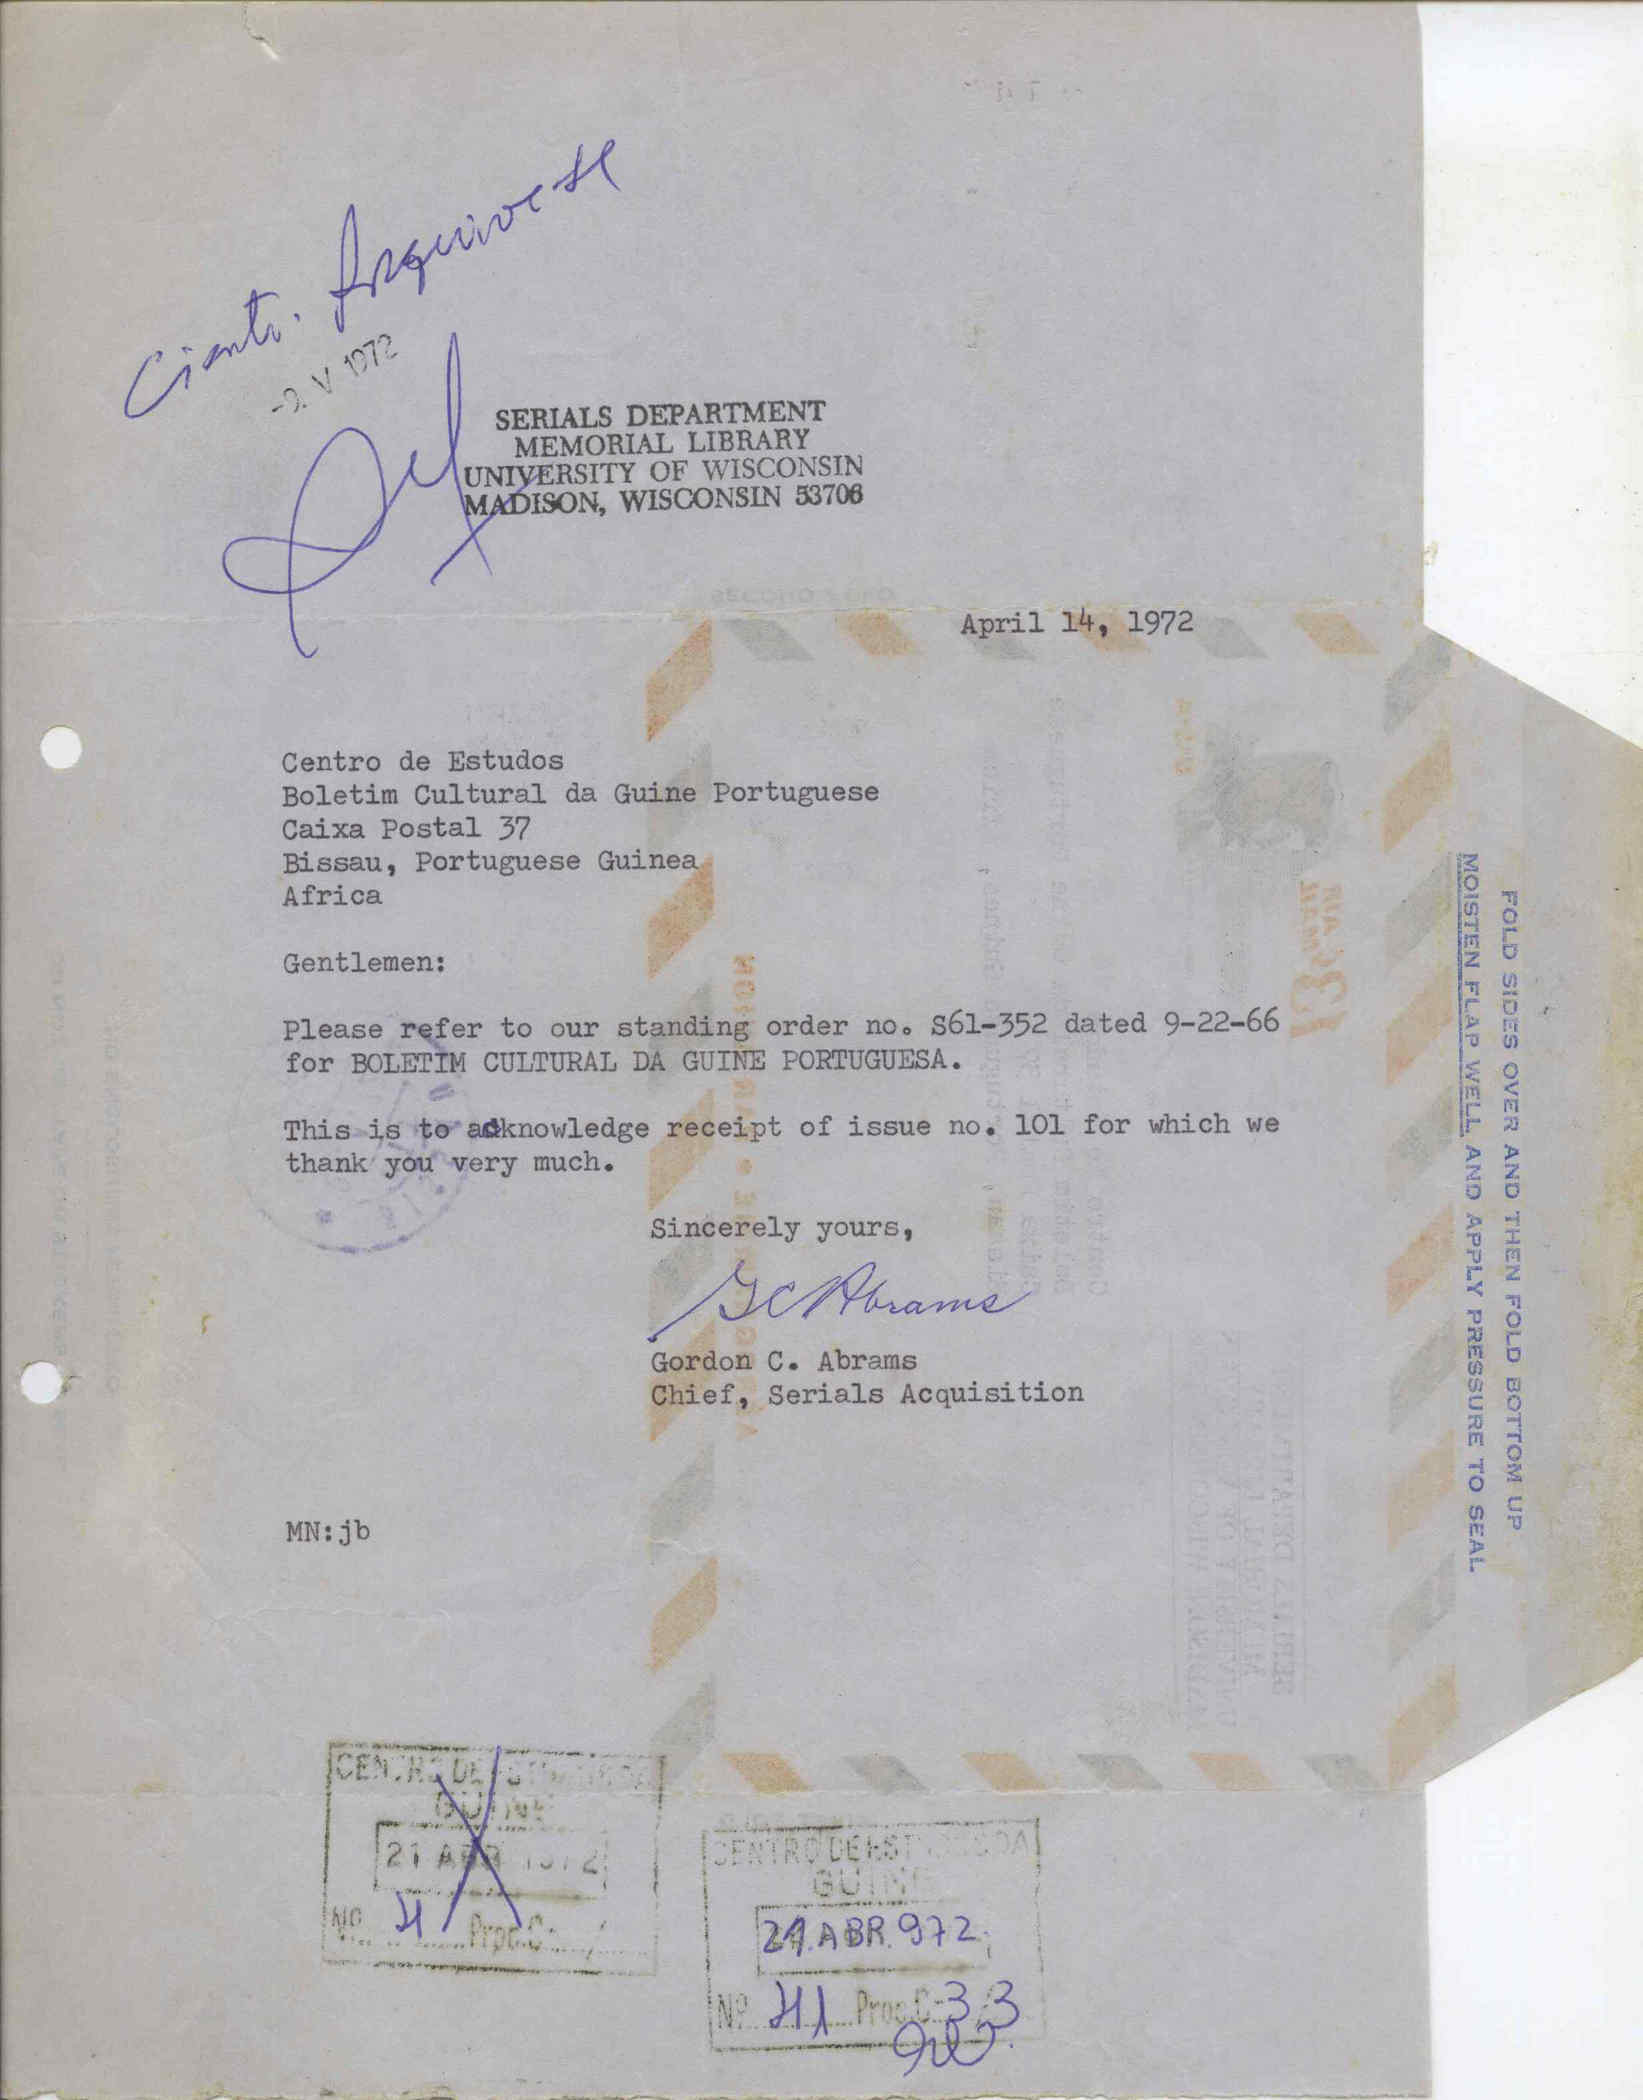 Arquive-se
-2. V 1972
SERIALS DEPARTMENT
MEMORIAL LIBRARY
UNIVERSITY OF WISCONSIN
MADISON, WISCONSIN 53706
April 14, 1972
Centro de Estudos
Boletim Cultural da Guine Portuguese
Caixa Postal 37
Bissau, Portuguese Guinea
Africa
Gentlemen:
Please refer to our standing order no. S61-352 dated 9-22-66
for BOLETIM CULTURAL DA GUINE PORTUGUESA.
This is to acknowledge receipt of issue no. 101 for which we
thank you very much.
Sincerely yours,
GCAbrams
Gordon C. Abrams
Chief, Serials Acquisition
MN:jb
FOLD SIDES OVER AND THEN FOLD BOTTOM UP
MOISTEN FLAP WELL AND APPLY PRESSURE TO SEAL
CENTRO DE
GUINÉ
21 ABR 1972
Nº Proc.C-
CENTRO DE EST DA
GUINÉ
21.ABR.972
Nº 41 Proc.C-3,3